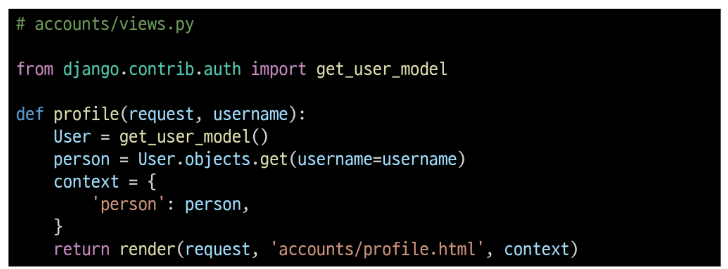 # accounts/views.py
from django.contrib.auth import get_user_model
def profile(request, username):
    User = get_user_model()
    person = User.objects.get(username=username)
    context = {
        'person': person,
    }
    return render(request, 'accounts/profile.html', context)